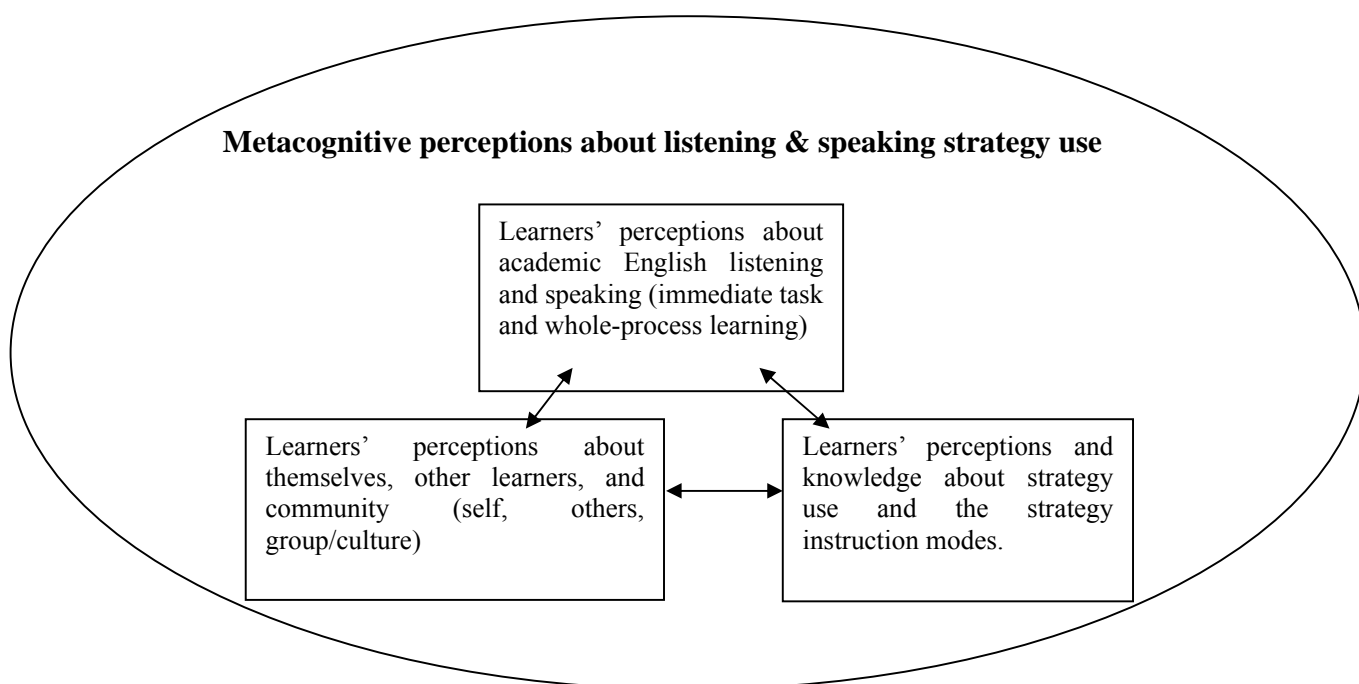 Metacognitive perceptions about listening & speaking strategy use
Learners’ perceptions about
academic English listening
and speaking (immediate task
and whole-process learning)
Learners’ perceptions about
themselves, other learners, and
community (self, others,
group/culture)
Learners’ perceptions and
knowledge about strategy
use and the strategy
instruction modes.